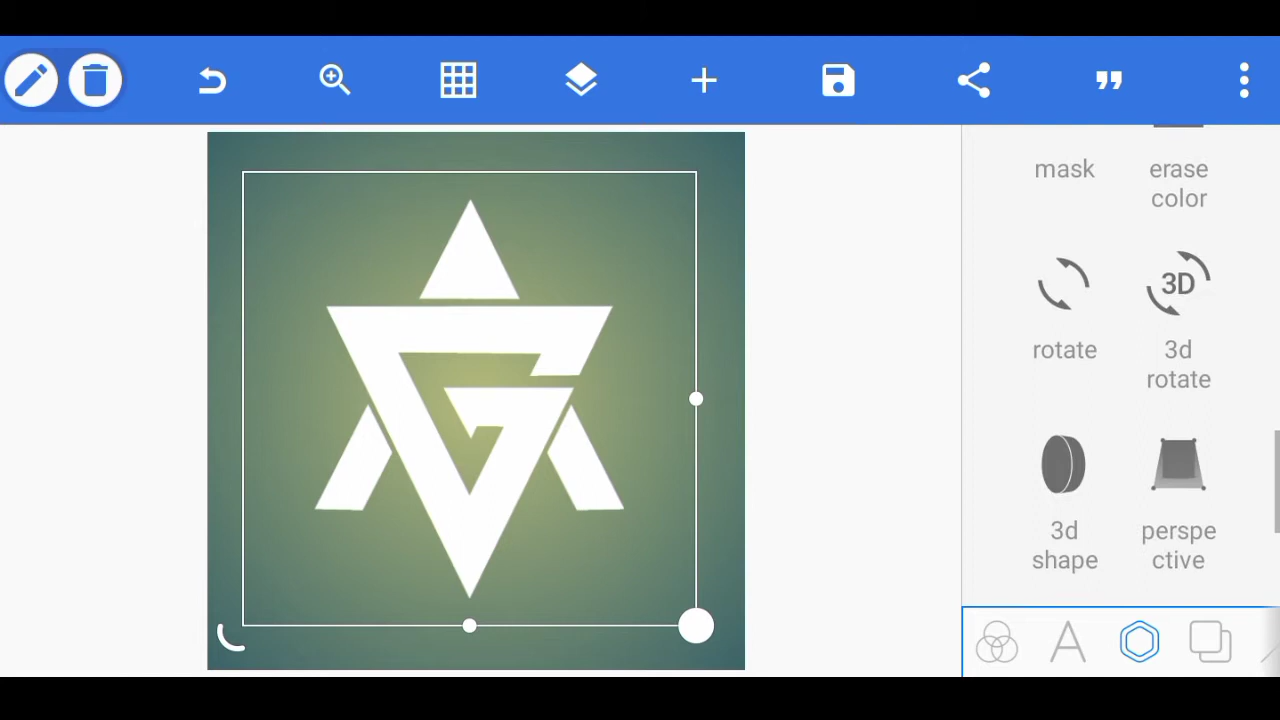 mask
erase
color
3D
rotate
3d
rotate
3d
shape
perspe
ctive
A